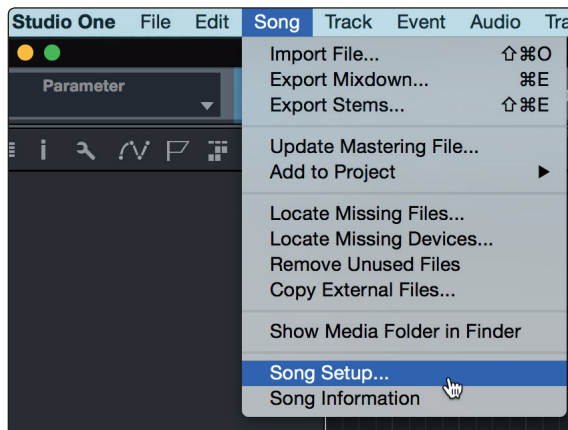 Studio One File Edit Song Track Event Audio Tra
Parameter
Import File... ⇧⌘O
Export Mixdown... ⌘E
Export Stems... ⇧⌘E
Update Mastering File...
Add to Project
Locate Missing Files...
Locate Missing Devices...
Remove Unused Files
Copy External Files...
Show Media Folder in Finder
Song Setup...
Song Information